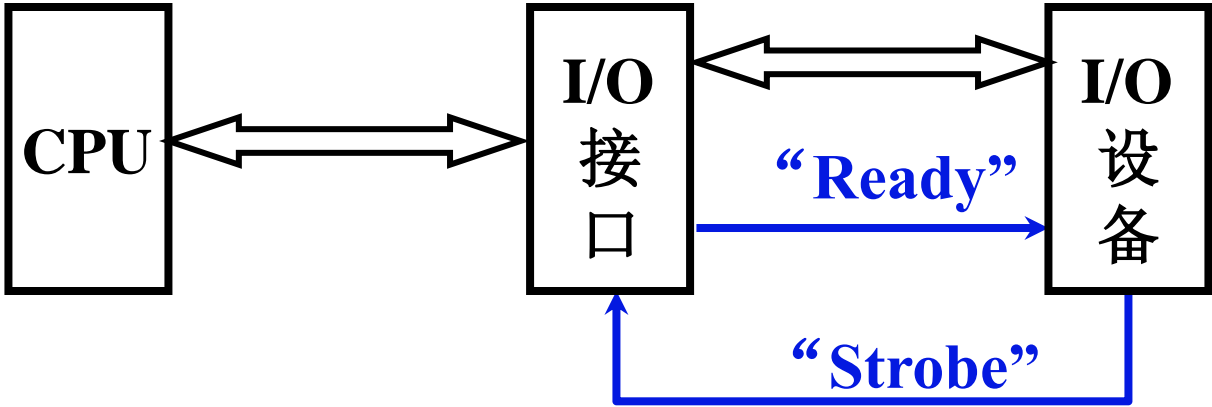 CPU
I/O
接
口
I/O
设
备
“Ready”
“Strobe”